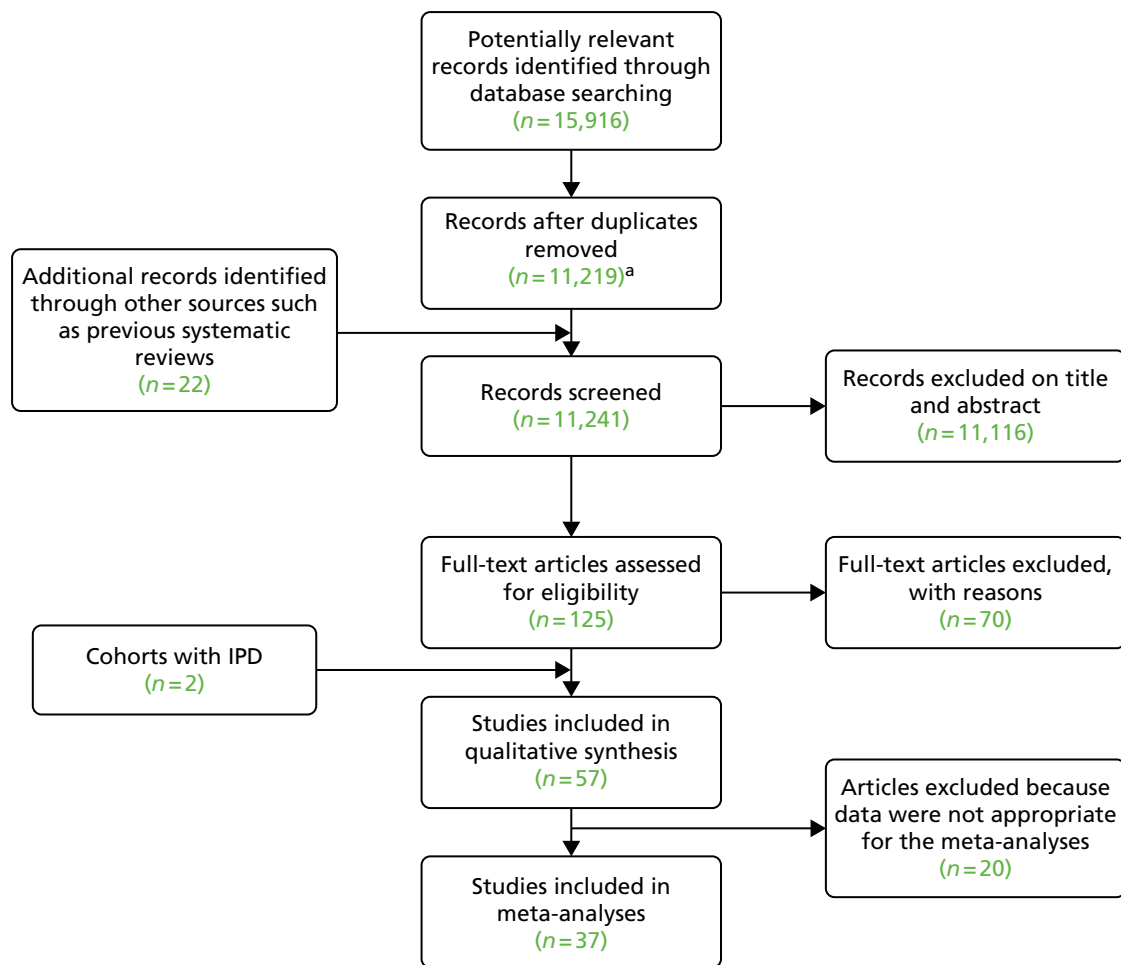 Potentially relevant
records identified through
database searching
(n=15,916)
Records after duplicates
removed
(n=11,219)a
Additional records identified
through other sources such
as previous systematic
reviews
(n=22)
Records screened
(n=11,241)
Records excluded on title
and abstract
(n=11,116)
Full-text articles assessed
for eligibility
(n=125)
Full-text articles excluded,
with reasons
(n=70)
Cohorts with IPD
(n=2)
Studies included in
qualitative synthesis
(n=57)
Articles excluded because
data were not appropriate
for the meta-analyses
(n=20)
Studies included in
meta-analyses
(n=37)